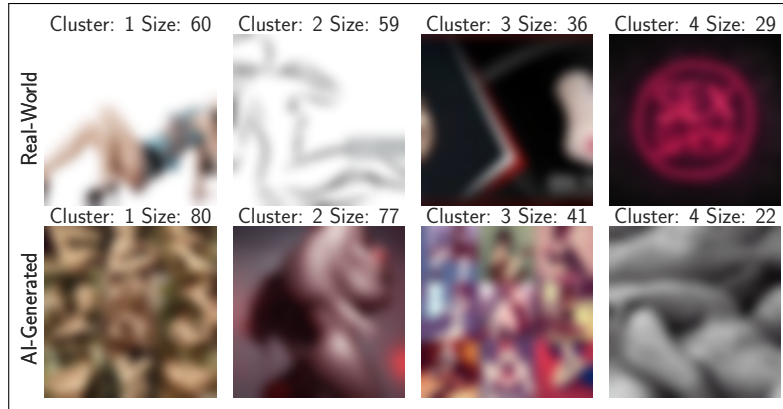 Cluster: 1 Size: 60
Cluster: 2 Size: 59
Cluster: 3 Size: 36
Cluster: 4 Size: 29
Real-World
SEX
Cluster: 1 Size: 80
Cluster: 2 Size: 77
Cluster: 3 Size: 41
Cluster: 4 Size: 22
AI-Generated